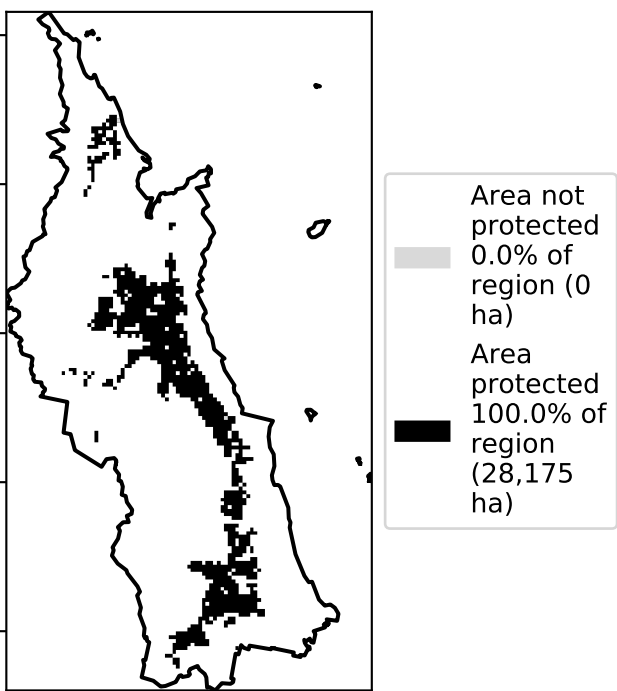 Area not
protected
0.0% of
region (0
ha)
Area
protected
100.0% of
region
(28,175
ha)